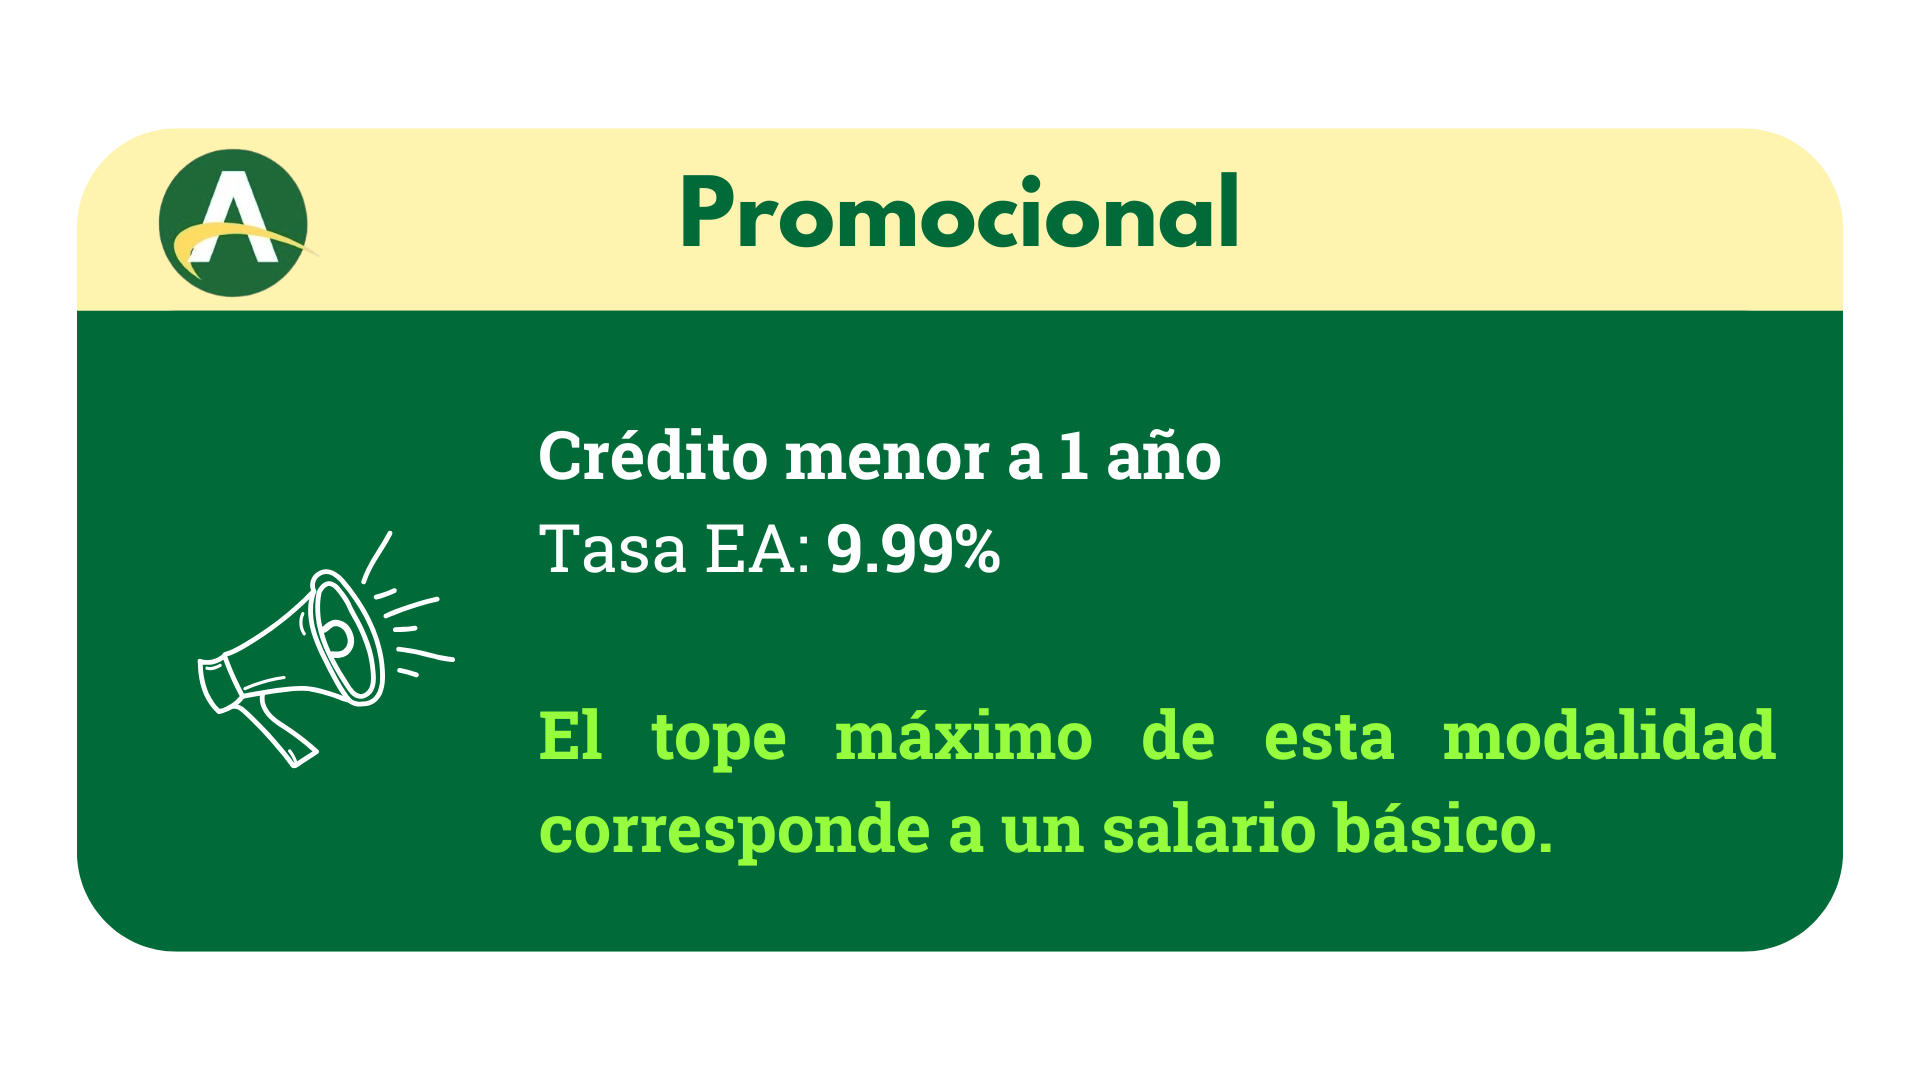 A
Promocional
Crédito menor a 1 año
Tasa EA: 9.99%
El tope máximo de esta modalidad
corresponde a un salario básico.